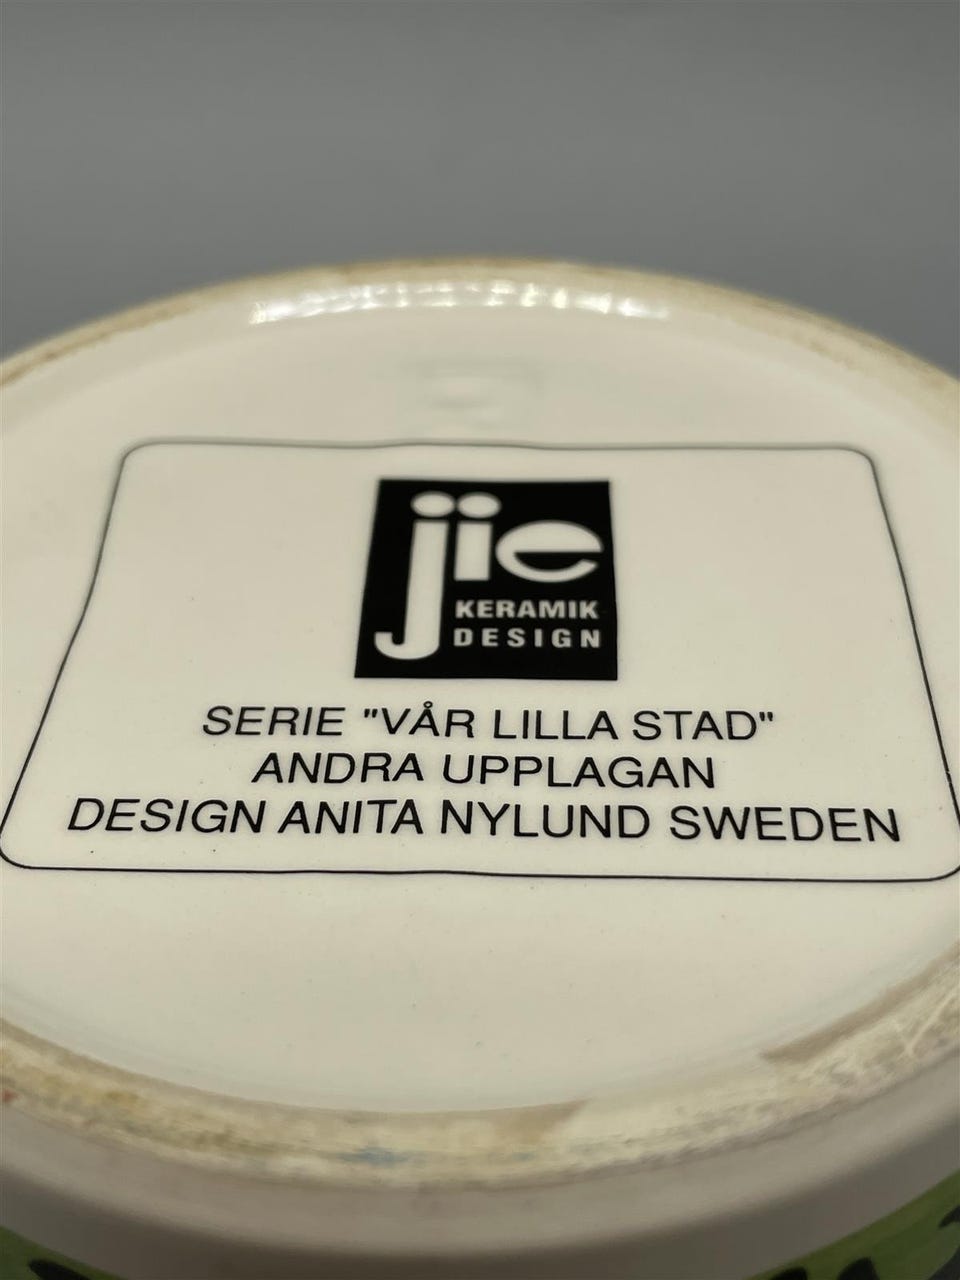 jie
KERAMIK
DESIGN
SERIE "VÅR LILLA STAD"
ANDRA UPPLAGAN
DESIGN ANITA NYLUND SWEDEN